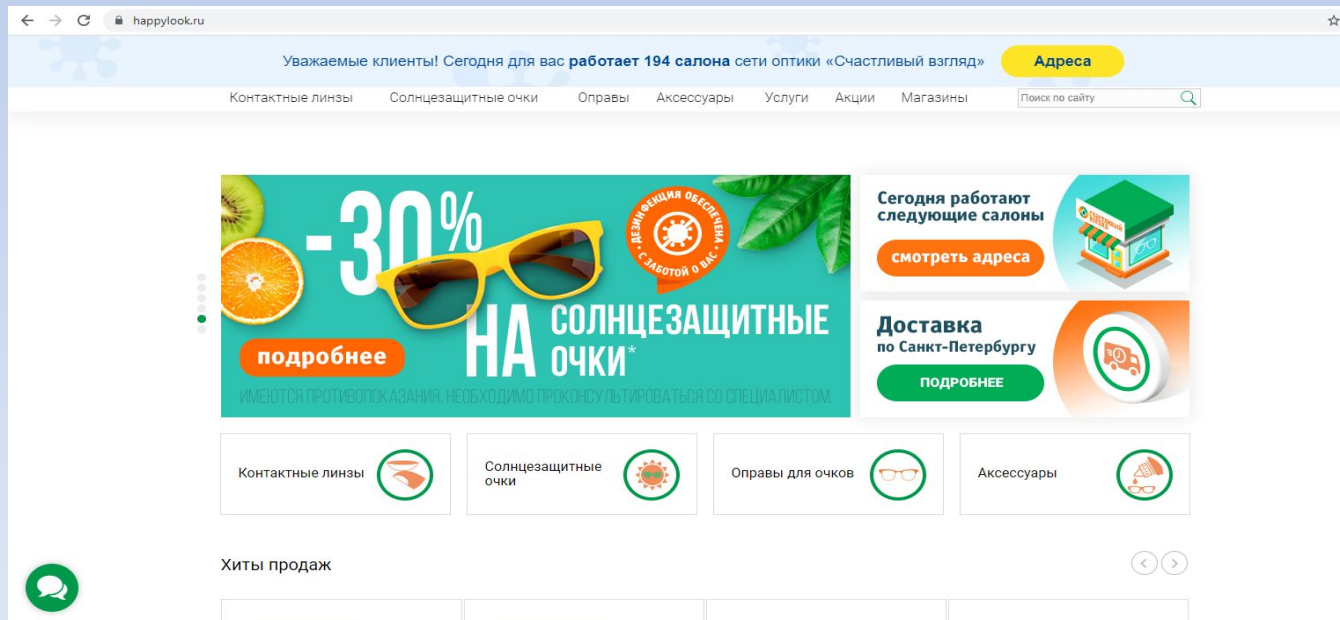 happylook.ru
Уважаемые клиенты! Сегодня для вас работает 194 салона сети оптики «Счастливый взгляд»
Адреса
Контактные линзы Солнцезащитные очки Оправы Аксессуары Услуги Акции Магазины
Поиск по сайту
-30%
ДЕЗИНФЕКЦИЯ ОБЕСПЕЧЕНА
С ЗАБОТОЙ О ВАС
НА СОЛНЦЕЗАЩИТНЫЕ
ОЧКИ*
подробнее
ИМЕЮТСЯ ПРОТИВОПОКАЗАНИЯ. НЕОБХОДИМО ПРОКОНСУЛЬТИРОВАТЬСЯ СО СПЕЦИАЛИСТОМ.
Сегодня работают
следующие салоны
смотреть адреса
СЧАСТЛИВЫЙ
ВЗГЛЯД
Доставка
по Санкт-Петербургу
ПОДРОБНЕЕ
Контактные линзы
Солнцезащитные
очки
Оправы для очков
Аксессуары
Хиты продаж